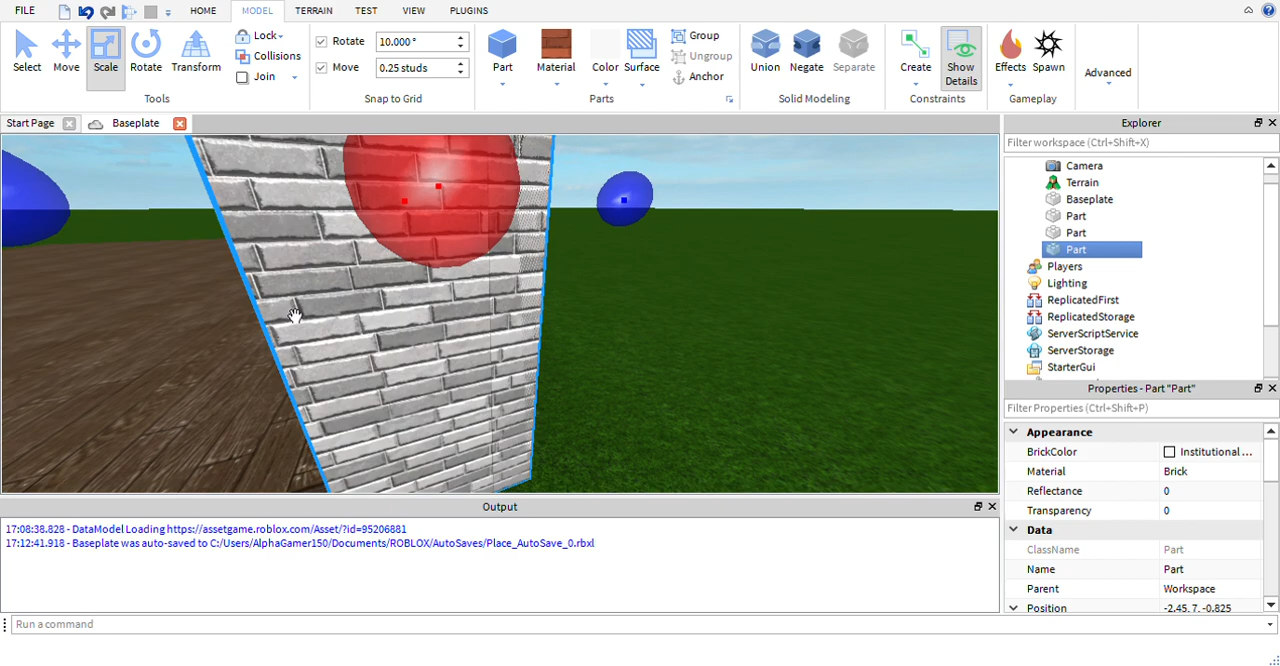 FILE HOME MODEL TERRAIN TEST VIEW PLUGINS
Select Move Scale Rotate Transform
Lock
Collisions
Join
Tools
Rotate 10.000 °
Move 0.25 studs
Snap to Grid
Part Material Color Surface
Group
Ungroup
Anchor
Parts
Union Negate Separate
Solid Modeling
Create Show Details
Constraints
Effects Spawn
Gameplay
Advanced
Start Page Baseplate
Explorer
Filter workspace (Ctrl+Shift+X)
Camera
Terrain
Baseplate
Part
Part
Part
Players
Lighting
ReplicatedFirst
ReplicatedStorage
ServerScriptService
ServerStorage
StarterGui
Properties - Part "Part"
Filter Properties (Ctrl+Shift+P)
Appearance
BrickColor Institutional ...
Material Brick
Reflectance 0
Transparency 0
Data
ClassName Part
Name Part
Parent Workspace
Position -2.45, 7, -0.825
Output
17:08:38.828 - DataModel Loading https://assetgame.roblox.com/Asset/?id=95206881
17:12:41.918 - Baseplate was auto-saved to C:/Users/AlphaGamer150/Documents/ROBLOX/AutoSaves/Place_AutoSave_0.rbxl
Run a command